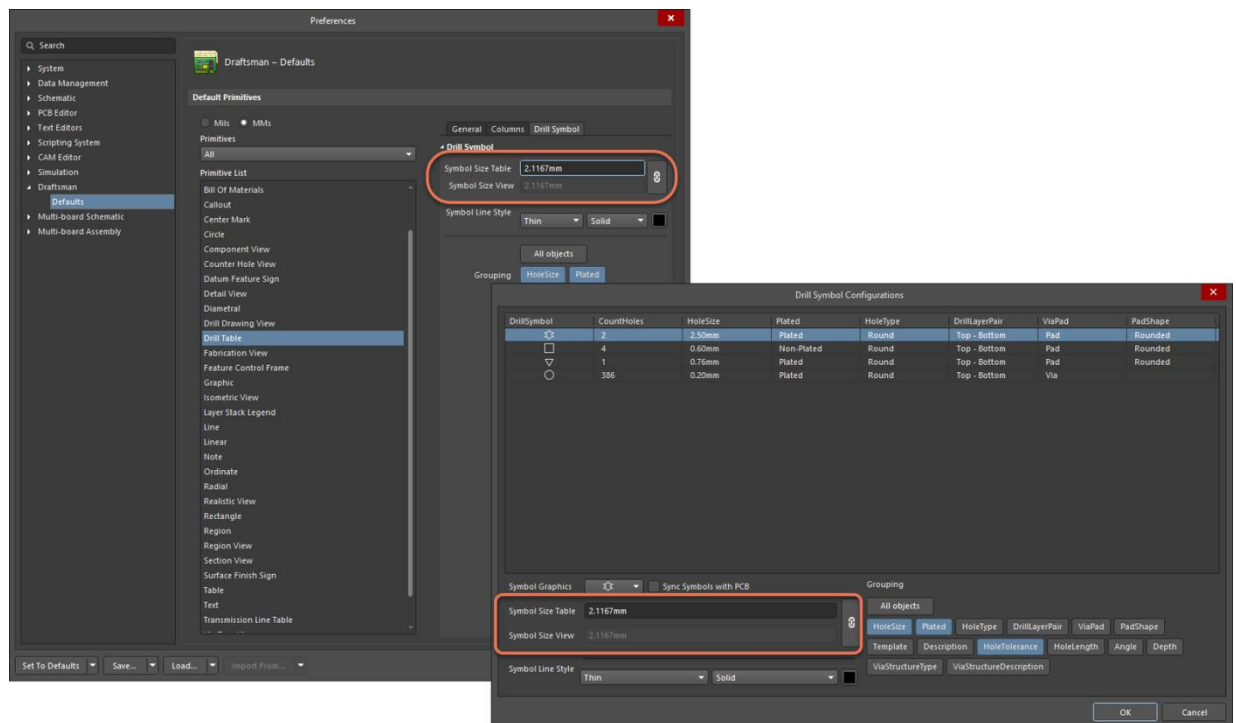 Preferences
Search
System
Data Management
Schematic
PCB Editor
Text Editors
Scripting System
CAM Editor
Simulation
Draftsman
Defaults
Multi-board Schematic
Multi-board Assembly
Draftsman – Defaults
Default Primitives
Mils MMs
Primitives
All
Primitive List
Bill Of Materials
Callout
Center Mark
Circle
Component View
Counter Hole View
Datum Feature Sign
Detail View
Diametral
Drill Drawing View
Drill Table
Fabrication View
Feature Control Frame
Graphic
Isometric View
Layer Stack Legend
Line
Linear
Note
Ordinate
Radial
Realistic View
Rectangle
Region
Region View
Section View
Surface Finish Sign
Table
Text
Transmission Line Table
General Columns Drill Symbol
Drill Symbol
Symbol Size Table 2.1167mm
Symbol Size View 2.1167mm
Symbol Line Style Thin Solid
All objects
Grouping HoleSize Plated
Set To Defaults Save... Load... Import From...
Drill Symbol Configurations
DrillSymbol CountHoles HoleSize Plated HoleType DrillLayerPair ViaPad PadShape
2 2.50mm Plated Round Top - Bottom Pad Rounded
4 0.60mm Non-Plated Round Top - Bottom Pad Rounded
1 0.76mm Plated Round Top - Bottom Pad Rounded
386 0.20mm Plated Round Top - Bottom Via
Symbol Graphics Sync Symbols with PCB
Symbol Size Table 2.1167mm
Symbol Size View 2.1167mm
Symbol Line Style Thin Solid
Grouping
All objects
HoleSize Plated HoleType DrillLayerPair ViaPad PadShape
Template Description HoleTolerance HoleLength Angle Depth
ViaStructureType ViaStructureDescription
OK Cancel